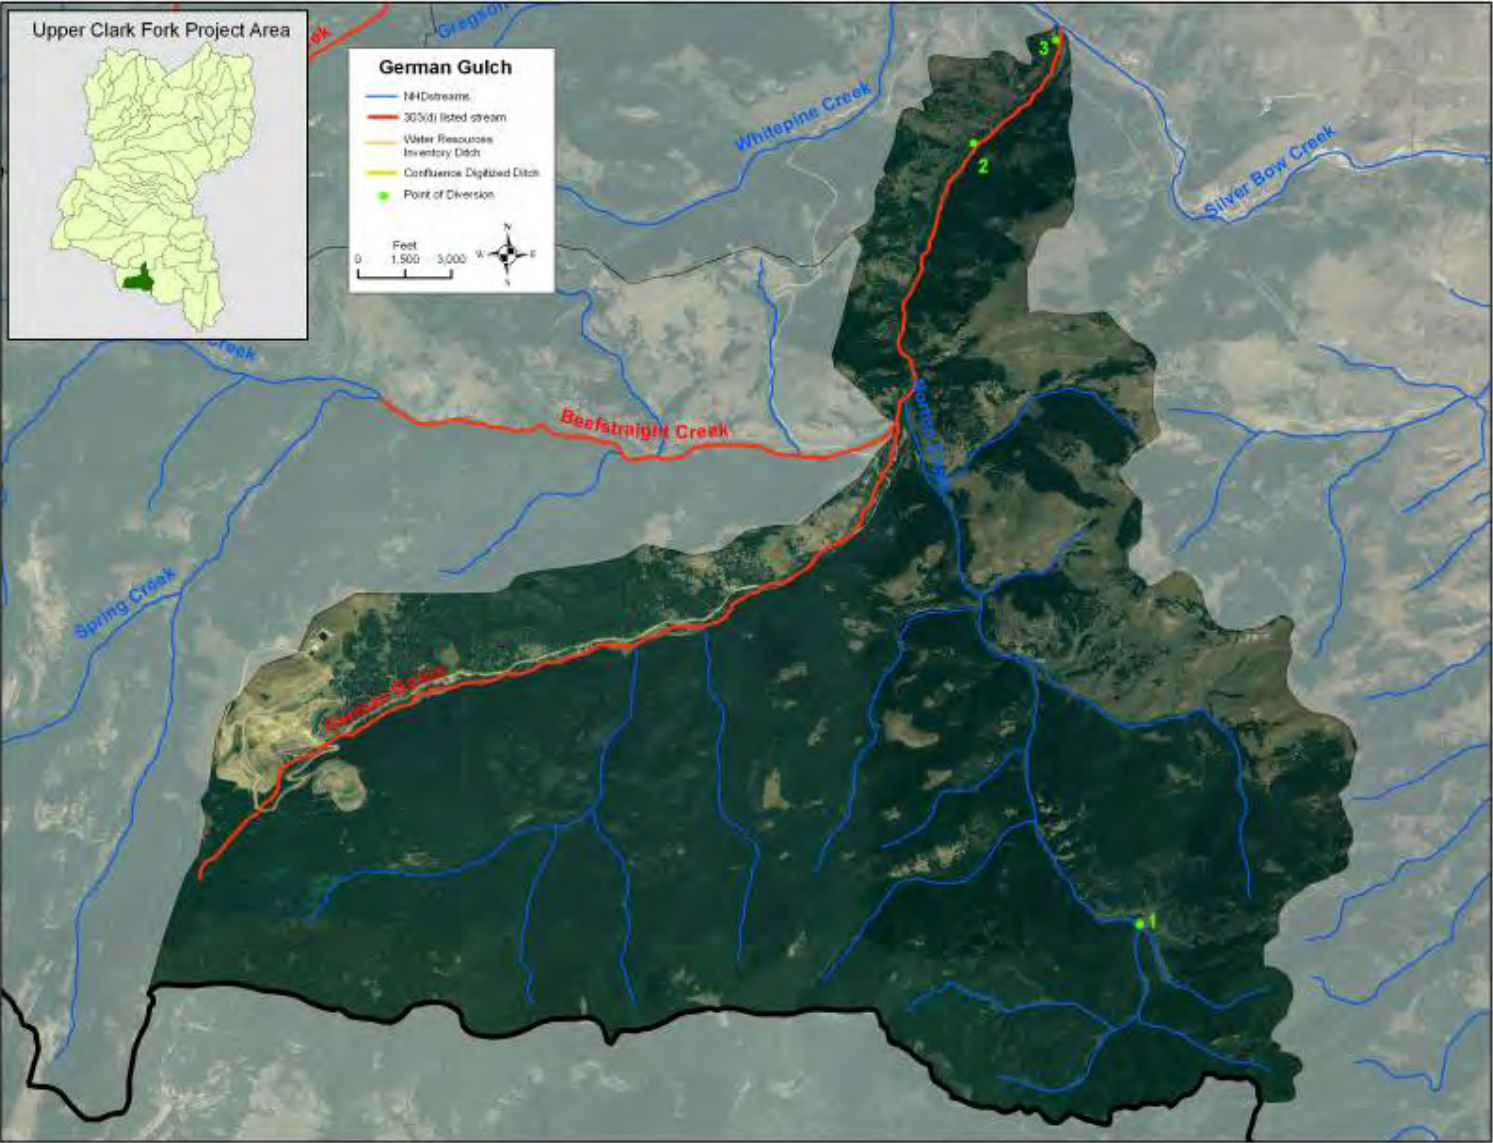 Upper Clark Fork Project Area
ek
Gregson
German Gulch
NHDstreams
303(d) listed stream
Water Resources
Inventory Ditch
Confluence Digitized Ditch
Point of Diversion
Feet
0 1,500 3,000
N
W E
S
3
Whitepine Creek
2
Silver Bow Creek
Creek
Beefstraight Creek
Spring Creek
German Gulch
1